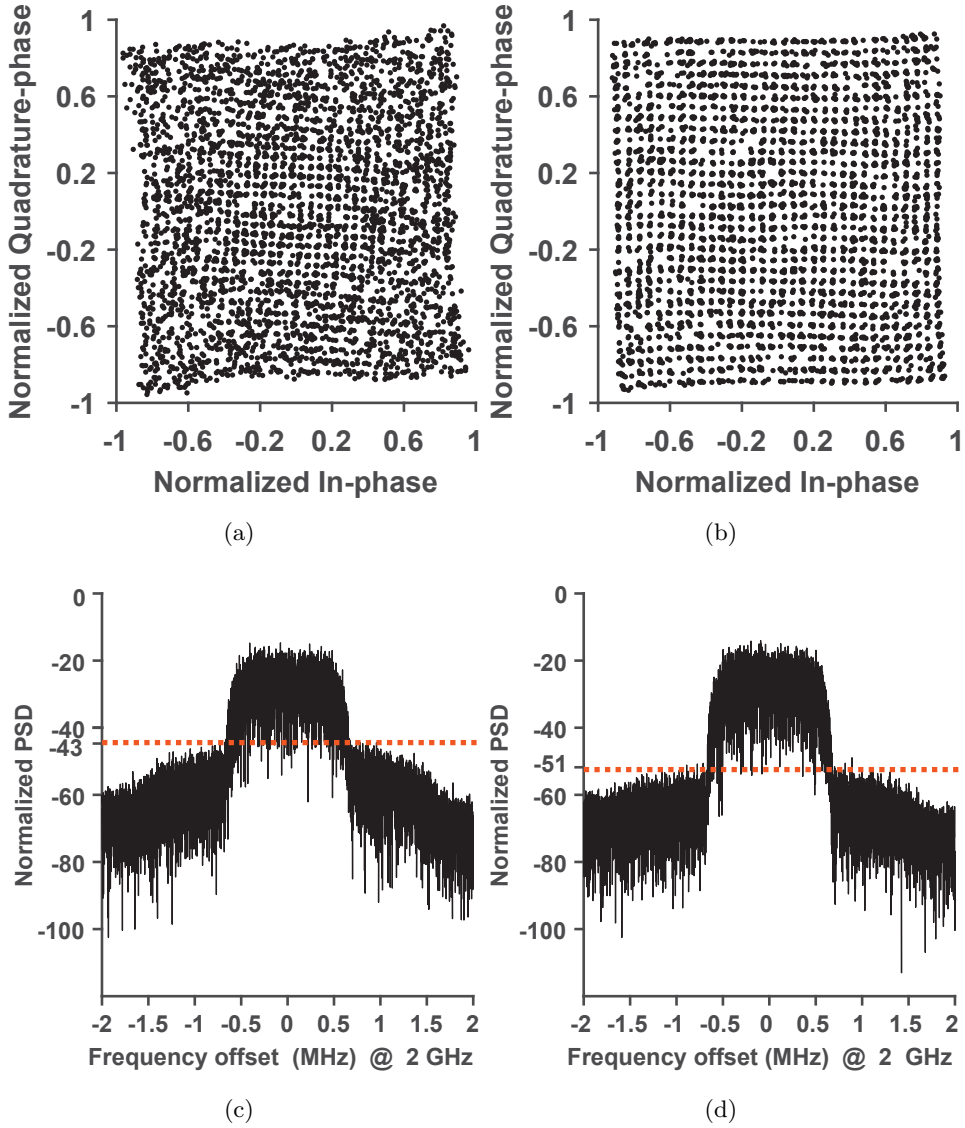 Normalized Quadrature-phase
1
0.6
0.2
-0.2
-0.6
-1
-1 -0.6 -0.2 0.2 0.6 1
Normalized In-phase
(a)
Normalized Quadrature-phase
1
0.6
0.2
-0.2
-0.6
-1
-1 -0.6 -0.2 0.2 0.6 1
Normalized In-phase
(b)
Normalized PSD
0
-20
-40
-43
-60
-80
-100
-2 -1.5 -1 -0.5 0 0.5 1 1.5 2
Frequency offset (MHz) @ 2 GHz
(c)
Normalized PSD
0
-20
-40
-51
-60
-80
-100
-2 -1.5 -1 -0.5 0 0.5 1 1.5 2
Frequency offset (MHz) @ 2 GHz
(d)